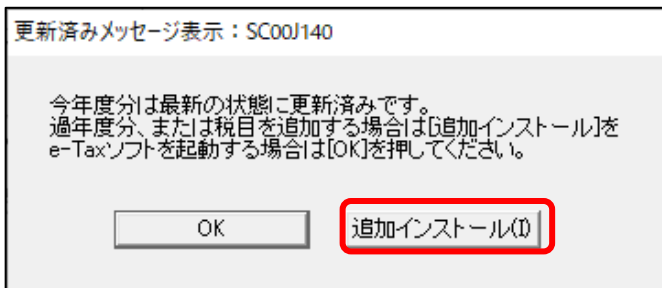 更新済みメッセージ表示：SC00J140
今年度分は最新の状態に更新済みです。
過年度分、または税目を追加する場合は[追加インストール]を
e-Taxソフトを起動する場合は[OK]を押してください。
OK
追加インストール(I)